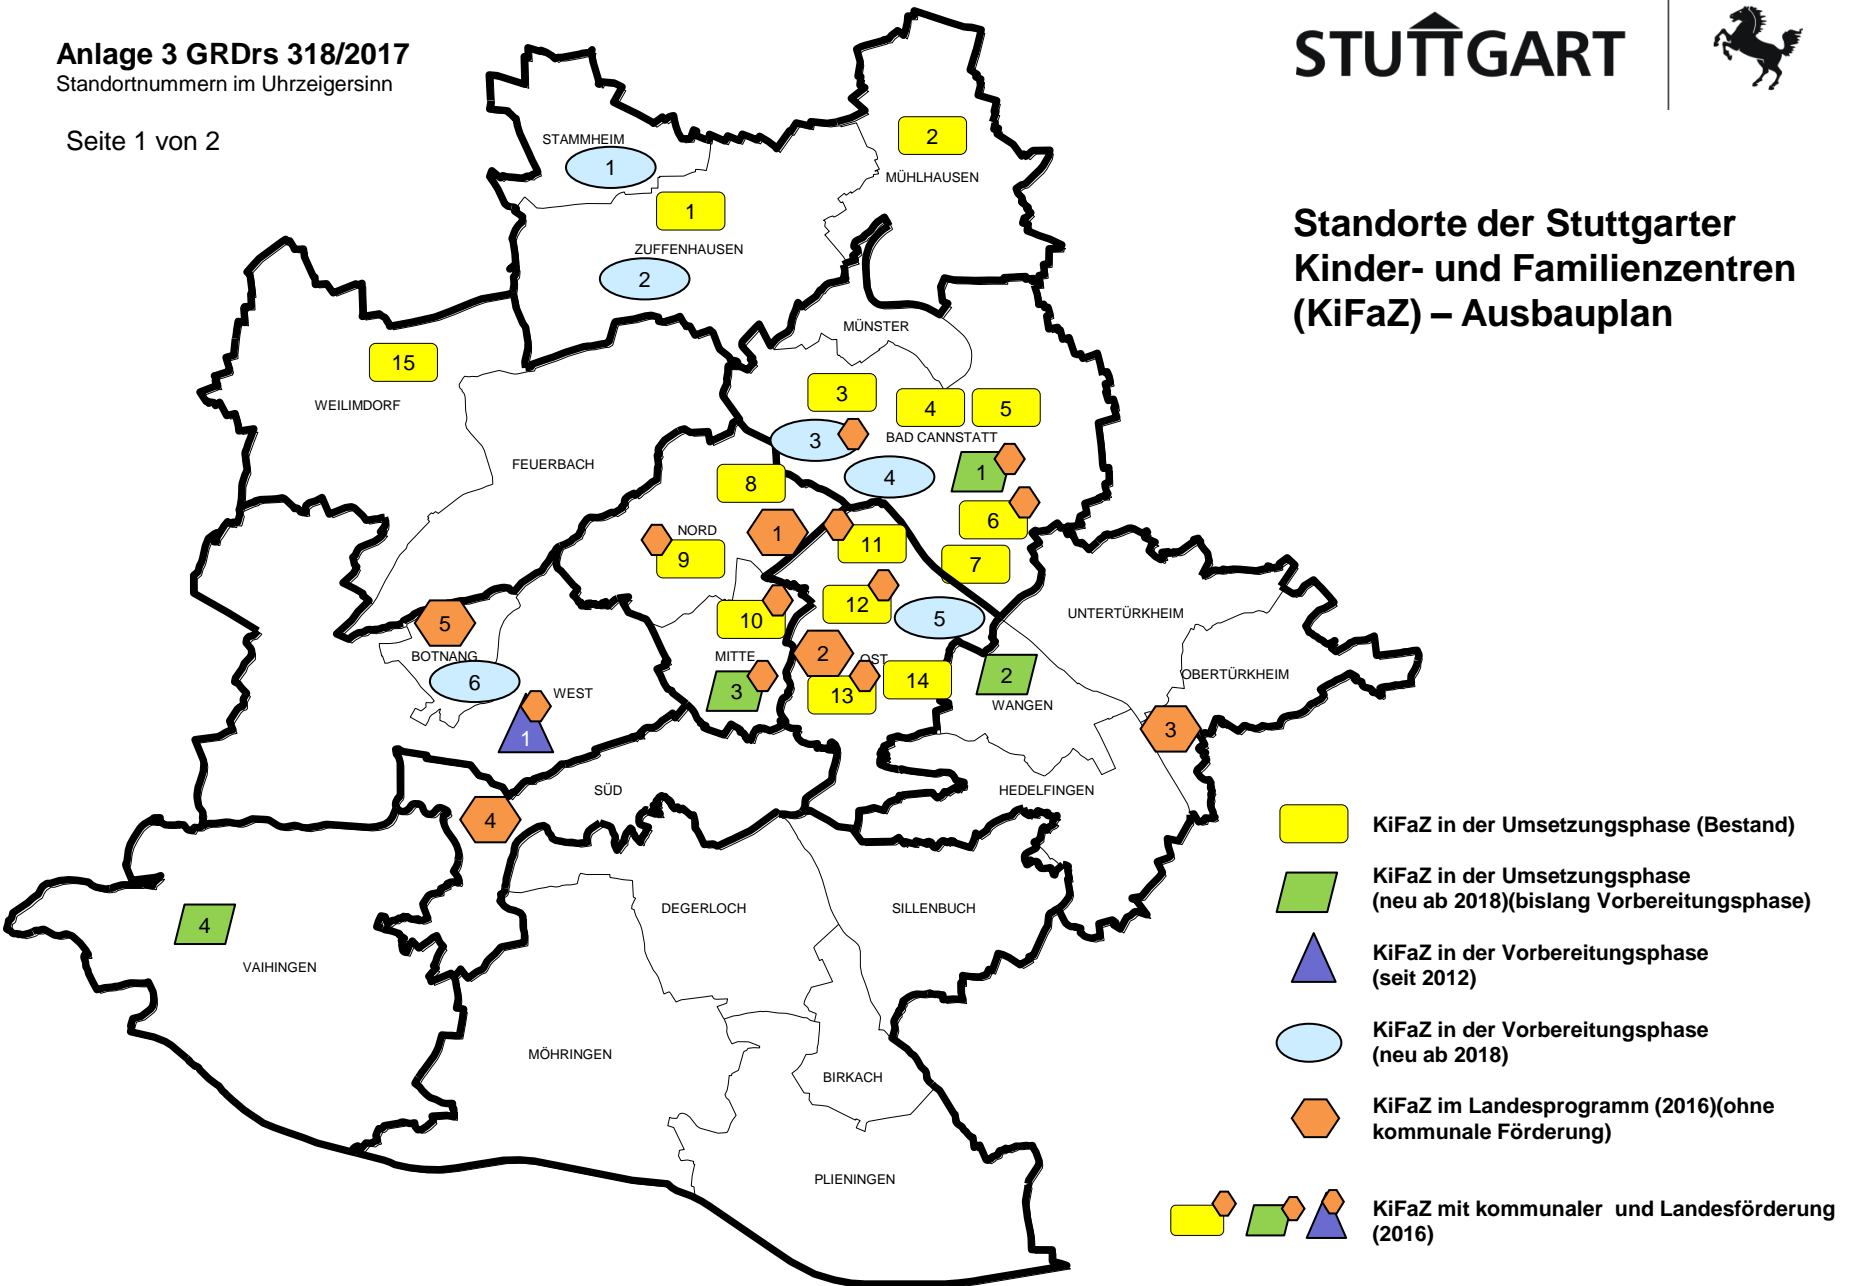 Anlage 3 GRDrs 318/2017
Standortnummern im Uhrzeigersinn
Seite 1 von 2
STUTTGART
Standorte der Stuttgarter
Kinder- und Familienzentren
(KiFaZ) – Ausbauplan
STAMMHEIM
1
2
MÜHLHAUSEN
1
ZUFFENHAUSEN
2
MÜNSTER
15
WEILIMDORF
3
4
5
3
BAD CANNSTATT
FEUERBACH
4
1
8
6
NORD
1
11
9
7
12
10
5
UNTERTÜRKHEIM
5
BOTNANG
MITTE
2
OST
6
3
13
14
2
OBERTÜRKHEIM
WEST
WANGEN
1
3
SÜD
HEDELFINGEN
4
DEGERLOCH
SILLENBUCH
4
VAIHINGEN
MÖHRINGEN
BIRKACH
PLIENINGEN
KiFaZ in der Umsetzungsphase (Bestand)
KiFaZ in der Umsetzungsphase
(neu ab 2018)(bislang Vorbereitungsphase)
KiFaZ in der Vorbereitungsphase
(seit 2012)
KiFaZ in der Vorbereitungsphase
(neu ab 2018)
KiFaZ im Landesprogramm (2016)(ohne
kommunale Förderung)
KiFaZ mit kommunaler und Landesförderung
(2016)